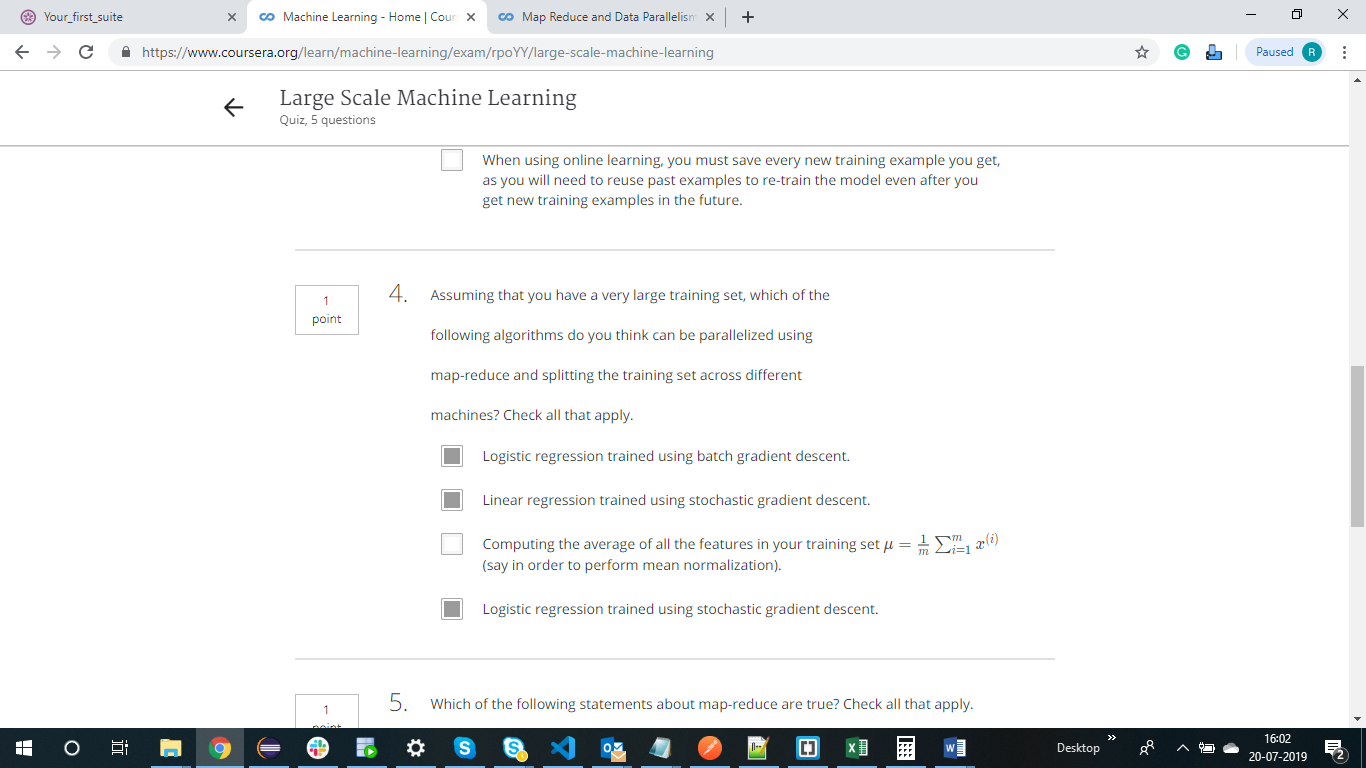 Your_first_suite
Machine Learning - Home | Cour
Map Reduce and Data Parallelism
https://www.coursera.org/learn/machine-learning/exam/rpoYY/large-scale-machine-learning
Paused R
Large Scale Machine Learning
Quiz, 5 questions
When using online learning, you must save every new training example you get,
as you will need to reuse past examples to re-train the model even after you
get new training examples in the future.
1
point
4. Assuming that you have a very large training set, which of the
following algorithms do you think can be parallelized using
map-reduce and splitting the training set across different
machines? Check all that apply.
Logistic regression trained using batch gradient descent.
Linear regression trained using stochastic gradient descent.
Computing the average of all the features in your training set μ = 1/m ∑_{i=1}^{m} x^{(i)}
(say in order to perform mean normalization).
Logistic regression trained using stochastic gradient descent.
1
point
5. Which of the following statements about map-reduce are true? Check all that apply.
Desktop
16:02
20-07-2019
2